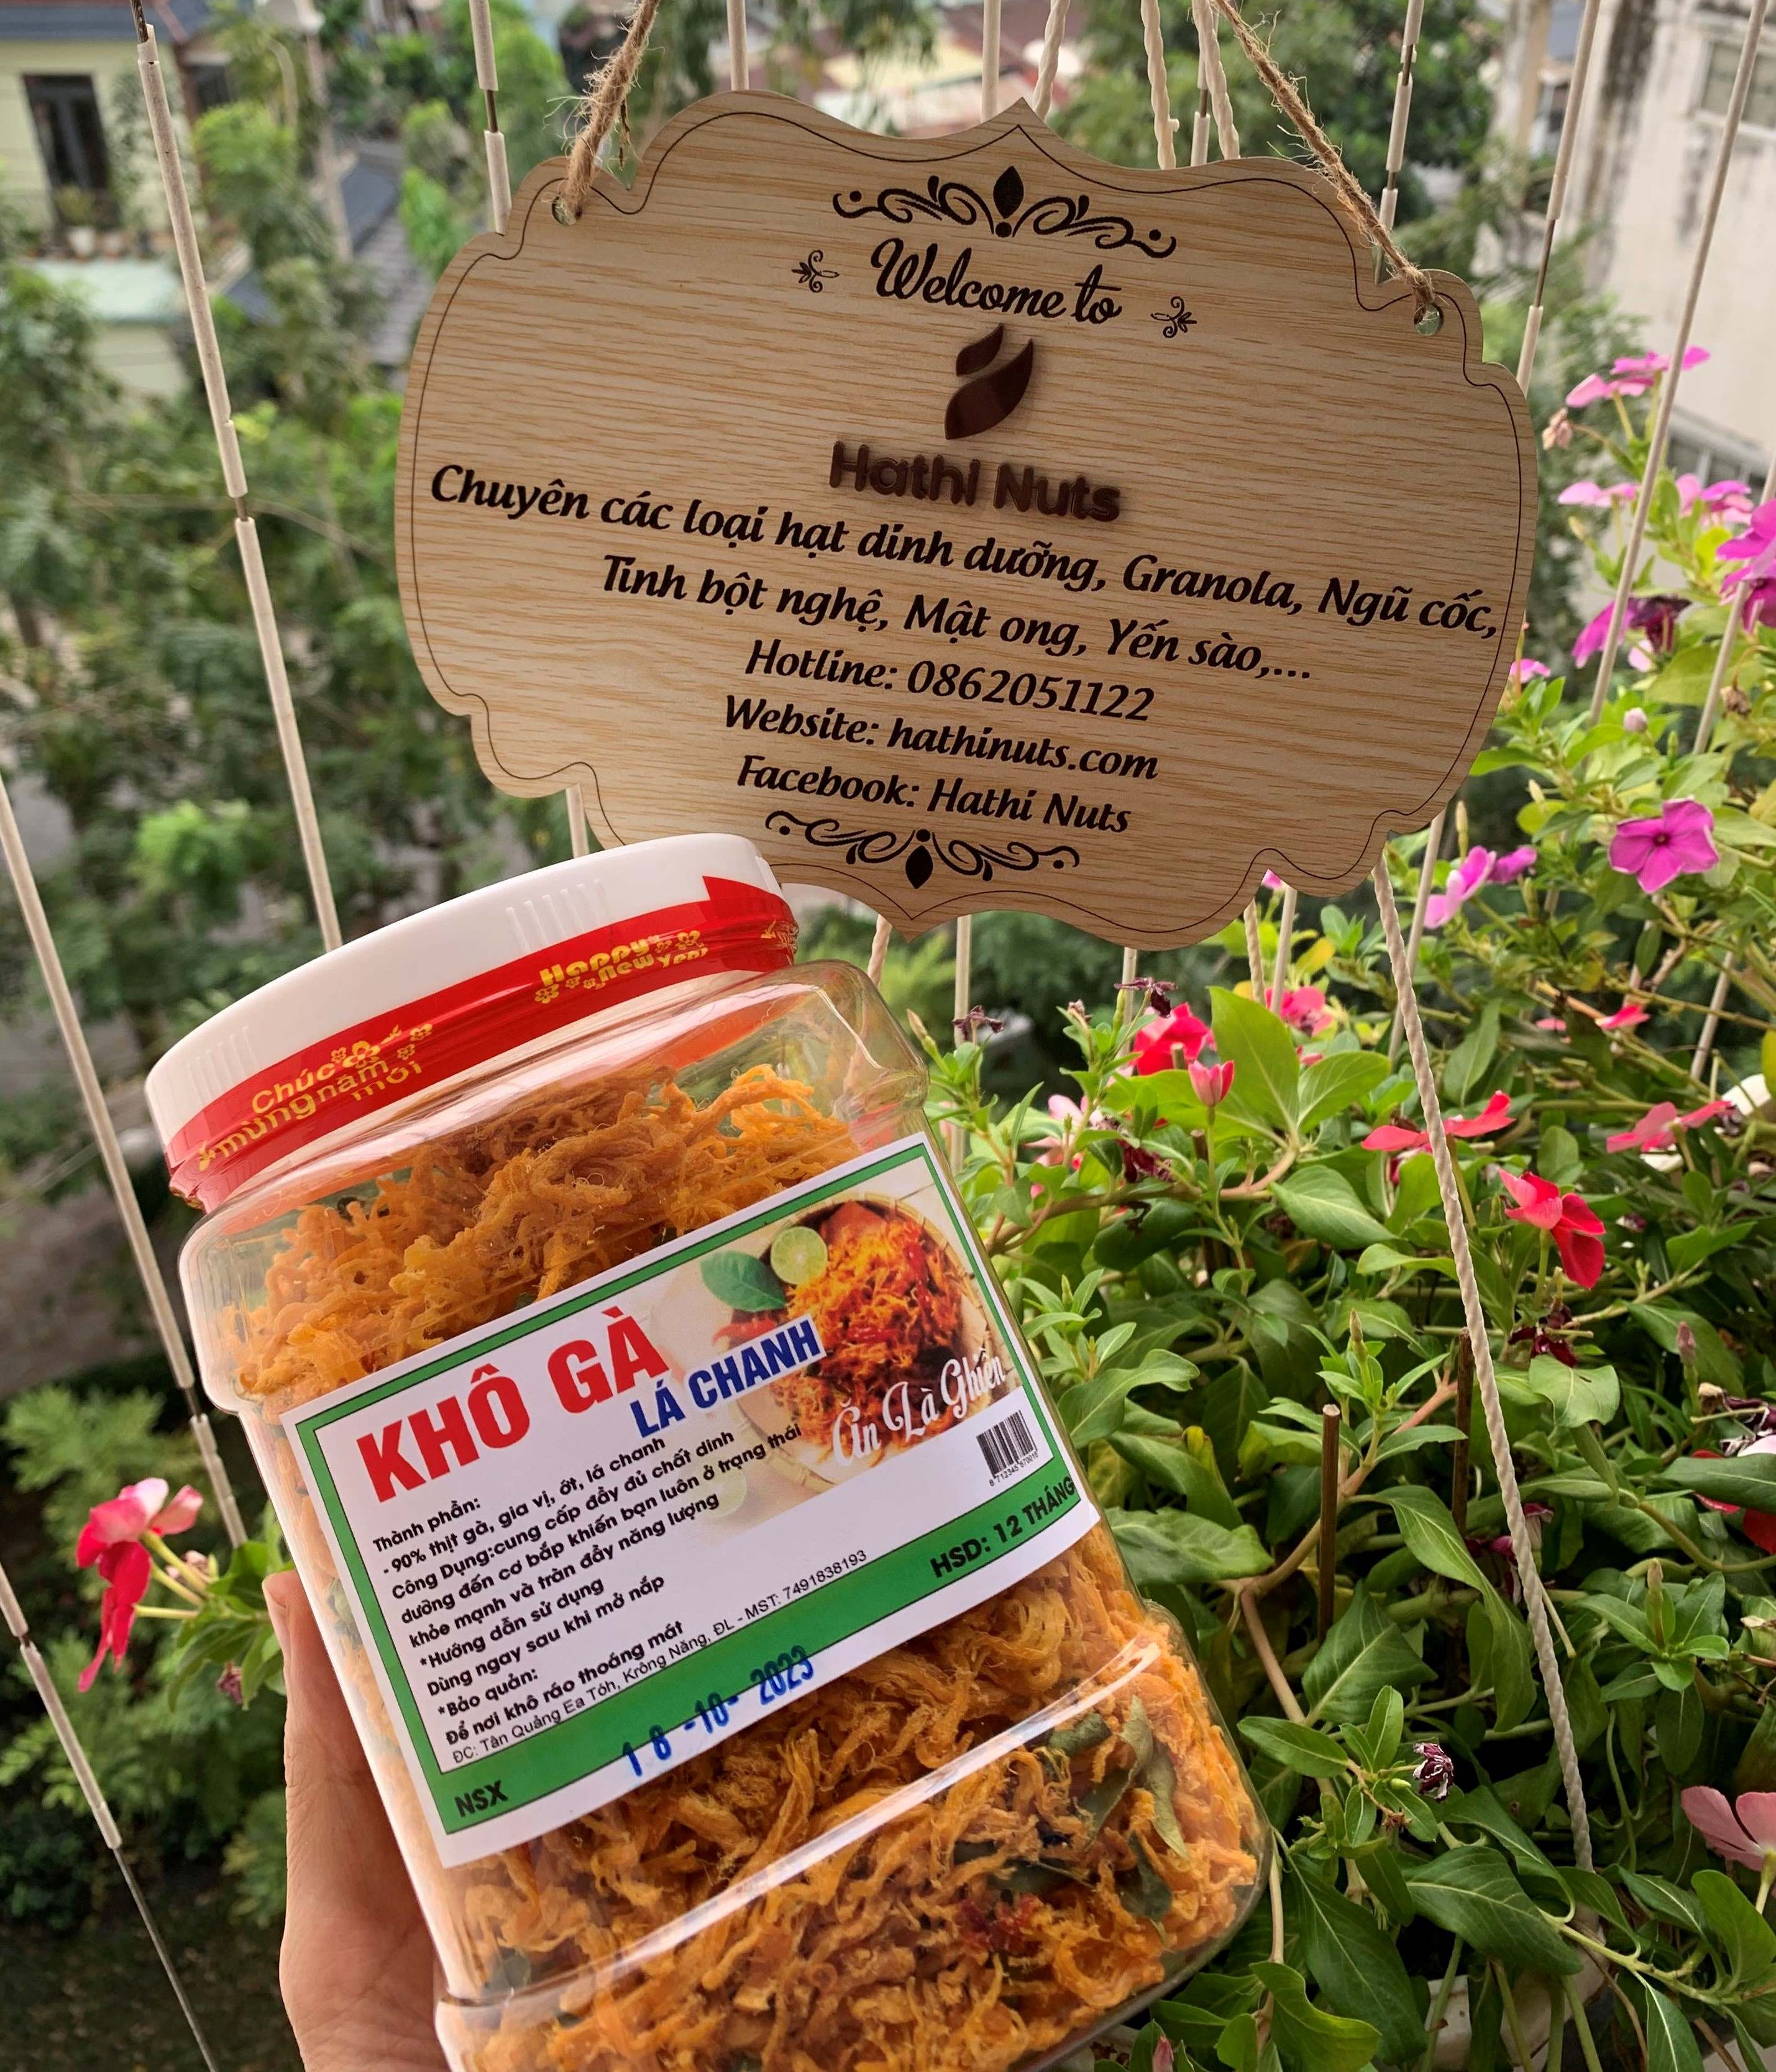 Welcome to
Hathi Nuts
Chuyên các loại hạt dinh dưỡng, Granola, Ngũ cốc,
Tinh bột nghệ, Mật ong, Yến sào,...
Hotline: 0862051122
Website: hathinuts.com
Facebook: Hathi Nuts
Happy
New Year
Chúc
mừng năm
mới
KHÔ GÀ
LÁ CHANH
Ăn Là Ghiền
Thành phần:
- 90% thịt gà, gia vị, ớt, lá chanh
Công Dụng:cung cấp đầy đủ chất dinh
dưỡng đến cơ bắp khiến bạn luôn ở trạng thái
khỏe mạnh và tràn đầy năng lượng
*Hướng dẫn sử dụng
Dùng ngay sau khi mở nắp
*Bảo quản:
Để nơi khô ráo thoáng mát
ĐC: Tân Quảng Ea Tóh, Krông Năng, ĐL - MST: 7491838193
NSX
18-10-2023
HSD: 12 THÁNG